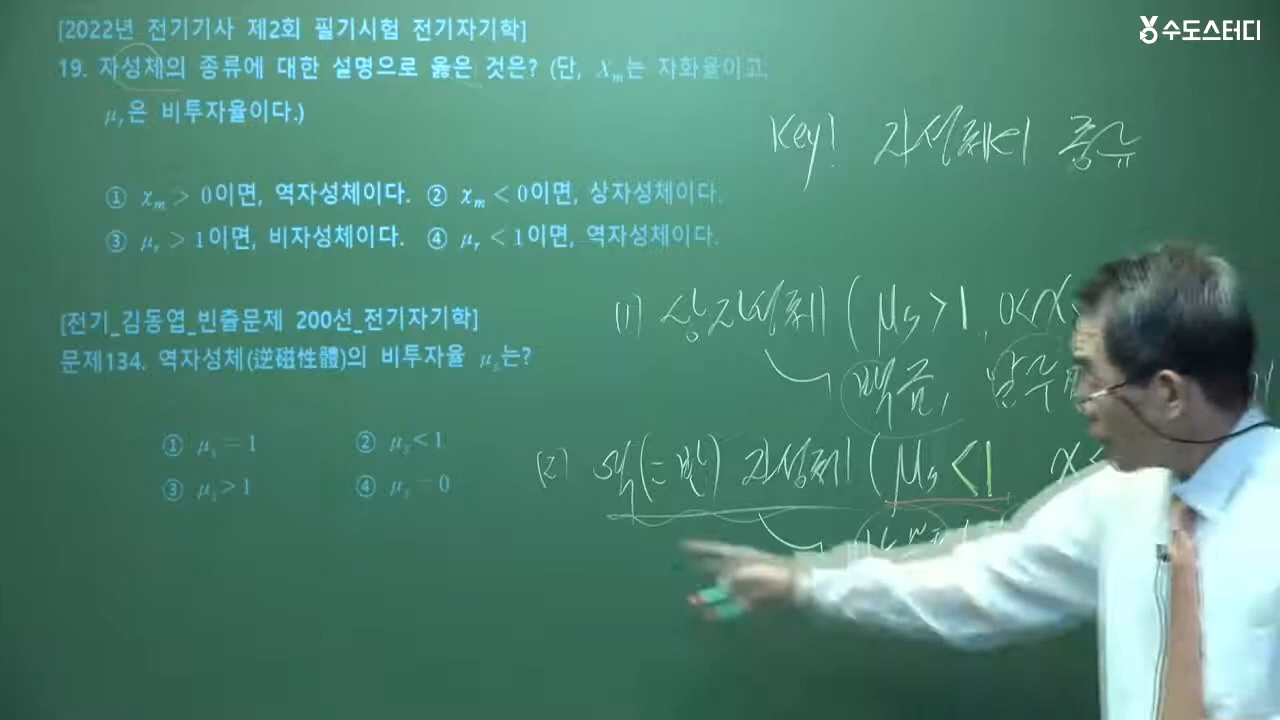 수도스터디
[2022년 전기기사 제2회 필기시험 전기자기학]
19. 자성체의 종류에 대한 설명으로 옳은 것은? (단, χₘ는 자화율이고,
μᵣ은 비투자율이다.)
① χₘ > 0이면, 역자성체이다. ② χₘ < 0이면, 상자성체이다.
③ μᵣ > 1이면, 비자성체이다. ④ μᵣ < 1이면, 역자성체이다.
[전기_김동엽_빈출문제 200선_전기자기학]
문제134. 역자성체(逆磁性體)의 비투자율 μₛ는?
① μₛ = 1 ② μₛ < 1
③ μₛ > 1 ④ μₛ = 0
Key! 자성체의 종류
(1) 상자성체 (μₛ > 1, 0 < χ
백금, 알루
(2) 역(=반) 자성체 (μₛ < 1 χ <